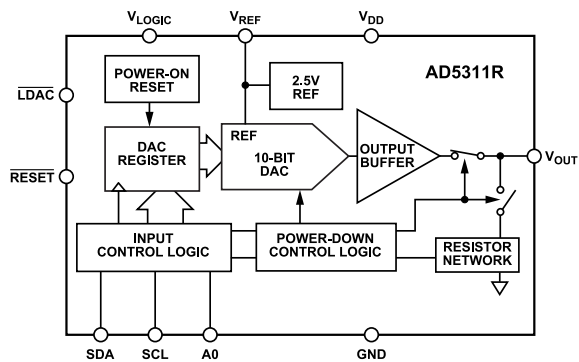 VLOGIC
VREF
VDD
POWER-ON
RESET
2.5V
REF
AD5311R
LDAC
DAC
REGISTER
REF
10-BIT
DAC
OUTPUT
BUFFER
VOUT
RESET
INPUT
CONTROL LOGIC
POWER-DOWN
CONTROL LOGIC
RESISTOR
NETWORK
SDA
SCL
A0
GND